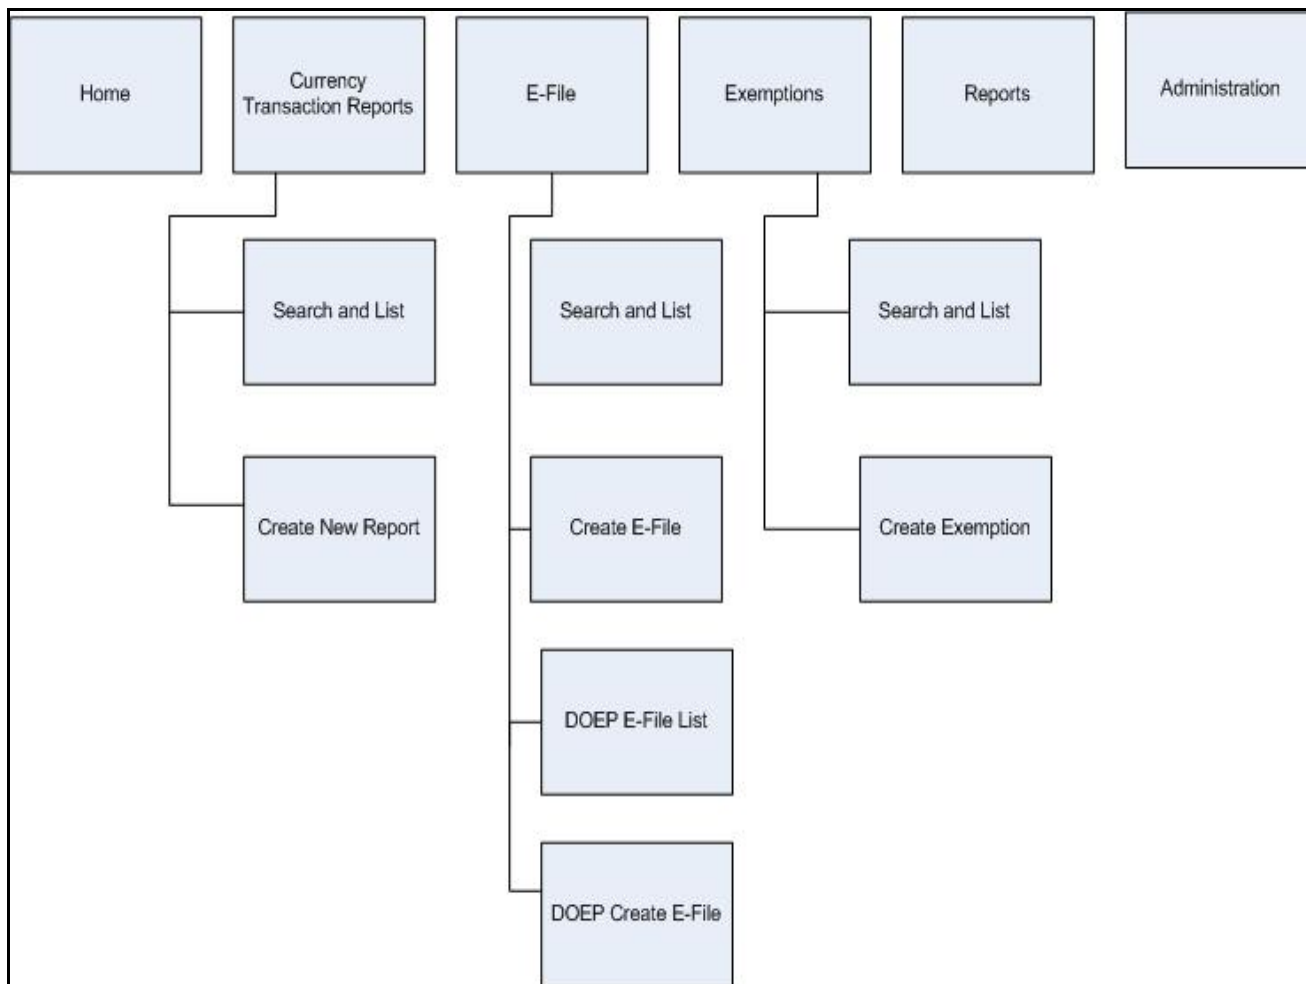 Home
Currency
Transaction Reports
E-File
Exemptions
Reports
Administration
Search and List
Search and List
Search and List
Create New Report
Create E-File
Create Exemption
DOEP E-File List
DOEP Create E-File